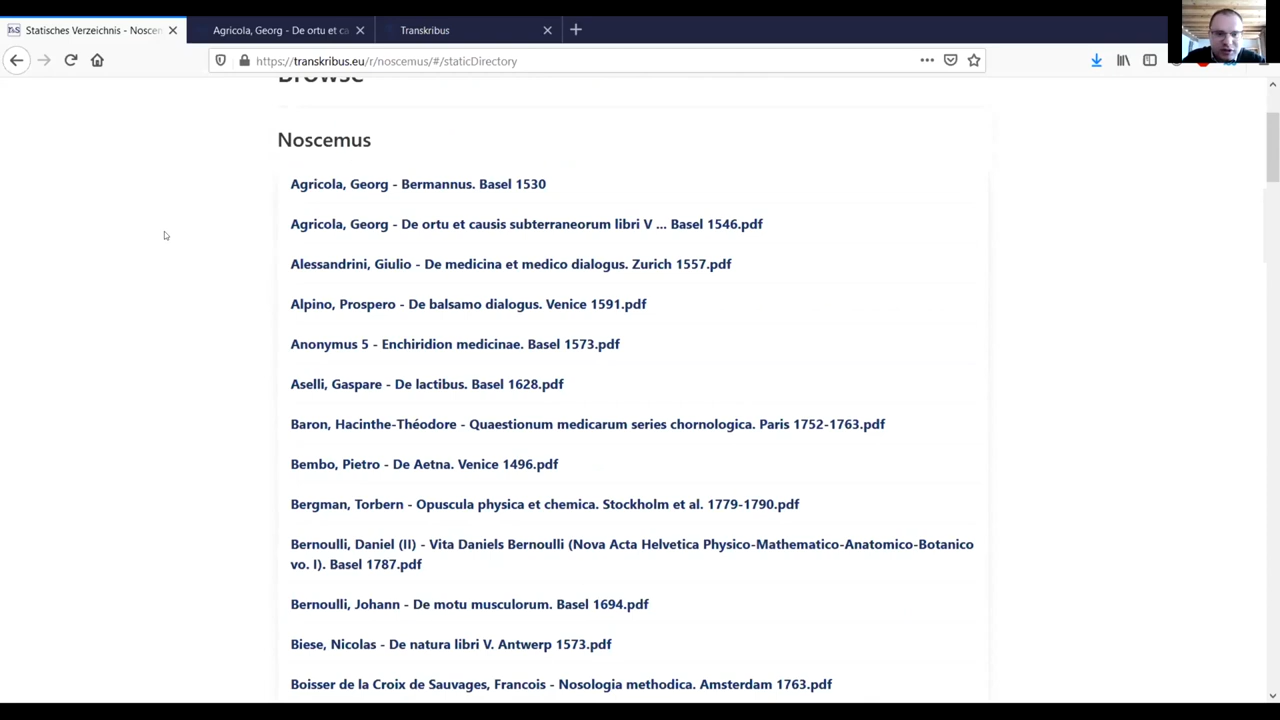 Statisches Verzeichnis - Noscem
Agricola, Georg - De ortu et ca
Transkribus
https://transkribus.eu/r/noscemus/#/staticDirectory
Browse
Noscemus
Agricola, Georg - Bermannus. Basel 1530
Agricola, Georg - De ortu et causis subterraneorum libri V ... Basel 1546.pdf
Alessandrini, Giulio - De medicina et medico dialogus. Zurich 1557.pdf
Alpino, Prospero - De balsamo dialogus. Venice 1591.pdf
Anonymus 5 - Enchiridion medicinae. Basel 1573.pdf
Aselli, Gaspare - De lactibus. Basel 1628.pdf
Baron, Hacinthe-Théodore - Quaestionum medicarum series chornologica. Paris 1752-1763.pdf
Bembo, Pietro - De Aetna. Venice 1496.pdf
Bergman, Torbern - Opuscula physica et chemica. Stockholm et al. 1779-1790.pdf
Bernoulli, Daniel (II) - Vita Daniels Bernoulli (Nova Acta Helvetica Physico-Mathematico-Anatomico-Botanico
vo. I). Basel 1787.pdf
Bernoulli, Johann - De motu musculorum. Basel 1694.pdf
Biese, Nicolas - De natura libri V. Antwerp 1573.pdf
Boisser de la Croix de Sauvages, Francois - Nosologia methodica. Amsterdam 1763.pdf